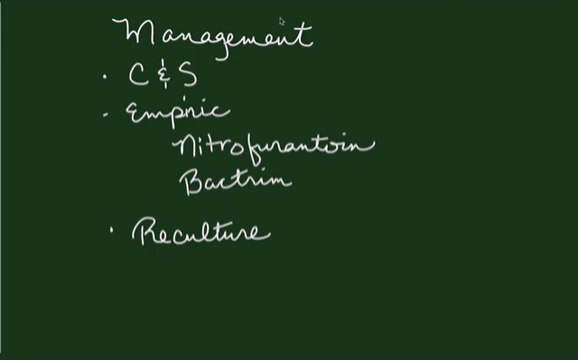 Management
· C & S
- Empiric
Nitrofurantoin
Bactrim
· Reculture